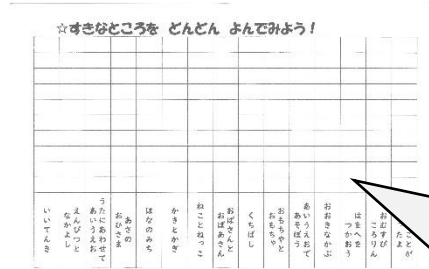 ☆すきなところを どんどん よんでみよう！
ことが
たよ
おむすび
ころりん
はをへを
つかおう
おおきなかぶ
あいうえおで
あそぼう
おもちやと
おもちゃ
くちばし
おばさんと
おばあさん
ねことねっこ
かきとかぎ
はなのみち
あさの
おひさま
うたにあわせて
あいうえお
えんぴつと
なかよし
いいてんき